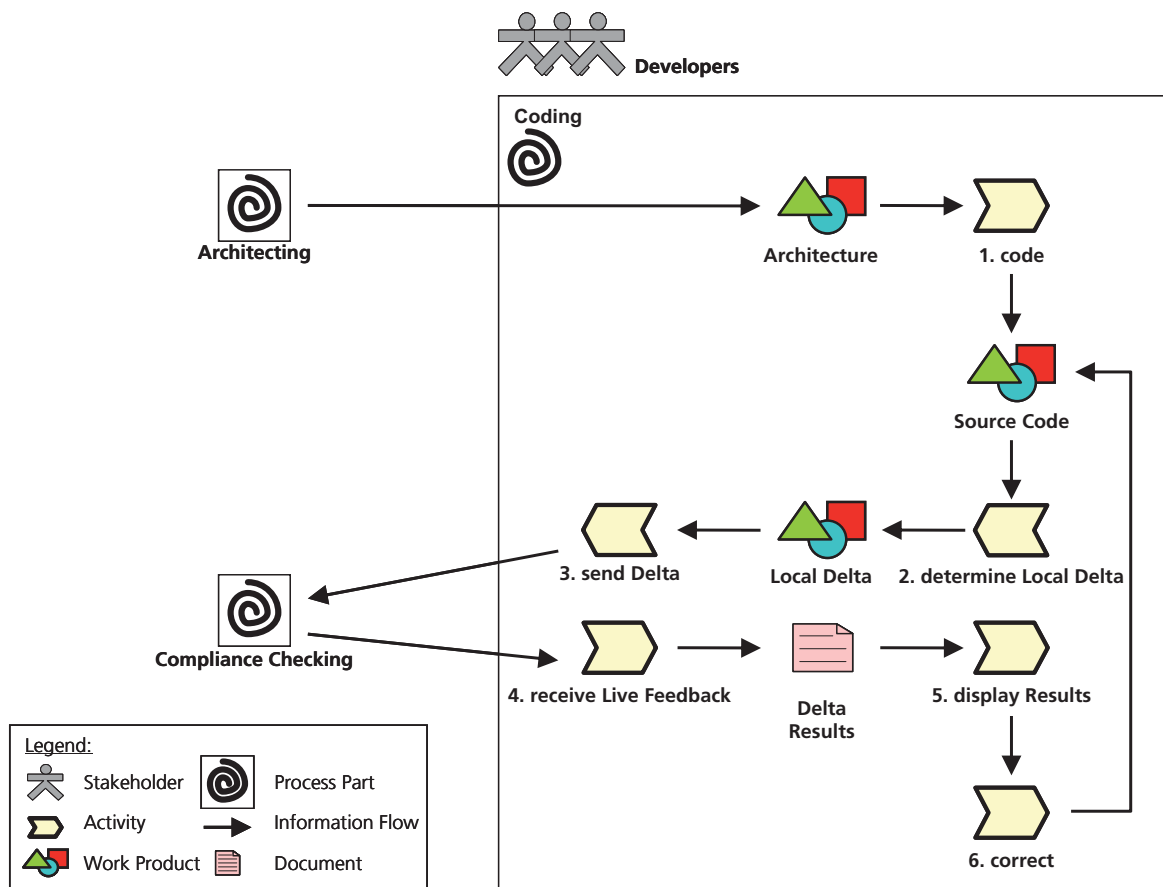 Developers
Coding
Architecting
Architecture
1. code
Source Code
3. send Delta
Local Delta
2. determine Local Delta
Compliance Checking
4. receive Live Feedback
Delta
Results
5. display Results
6. correct
Legend:
Stakeholder
Process Part
Activity
Information Flow
Work Product
Document